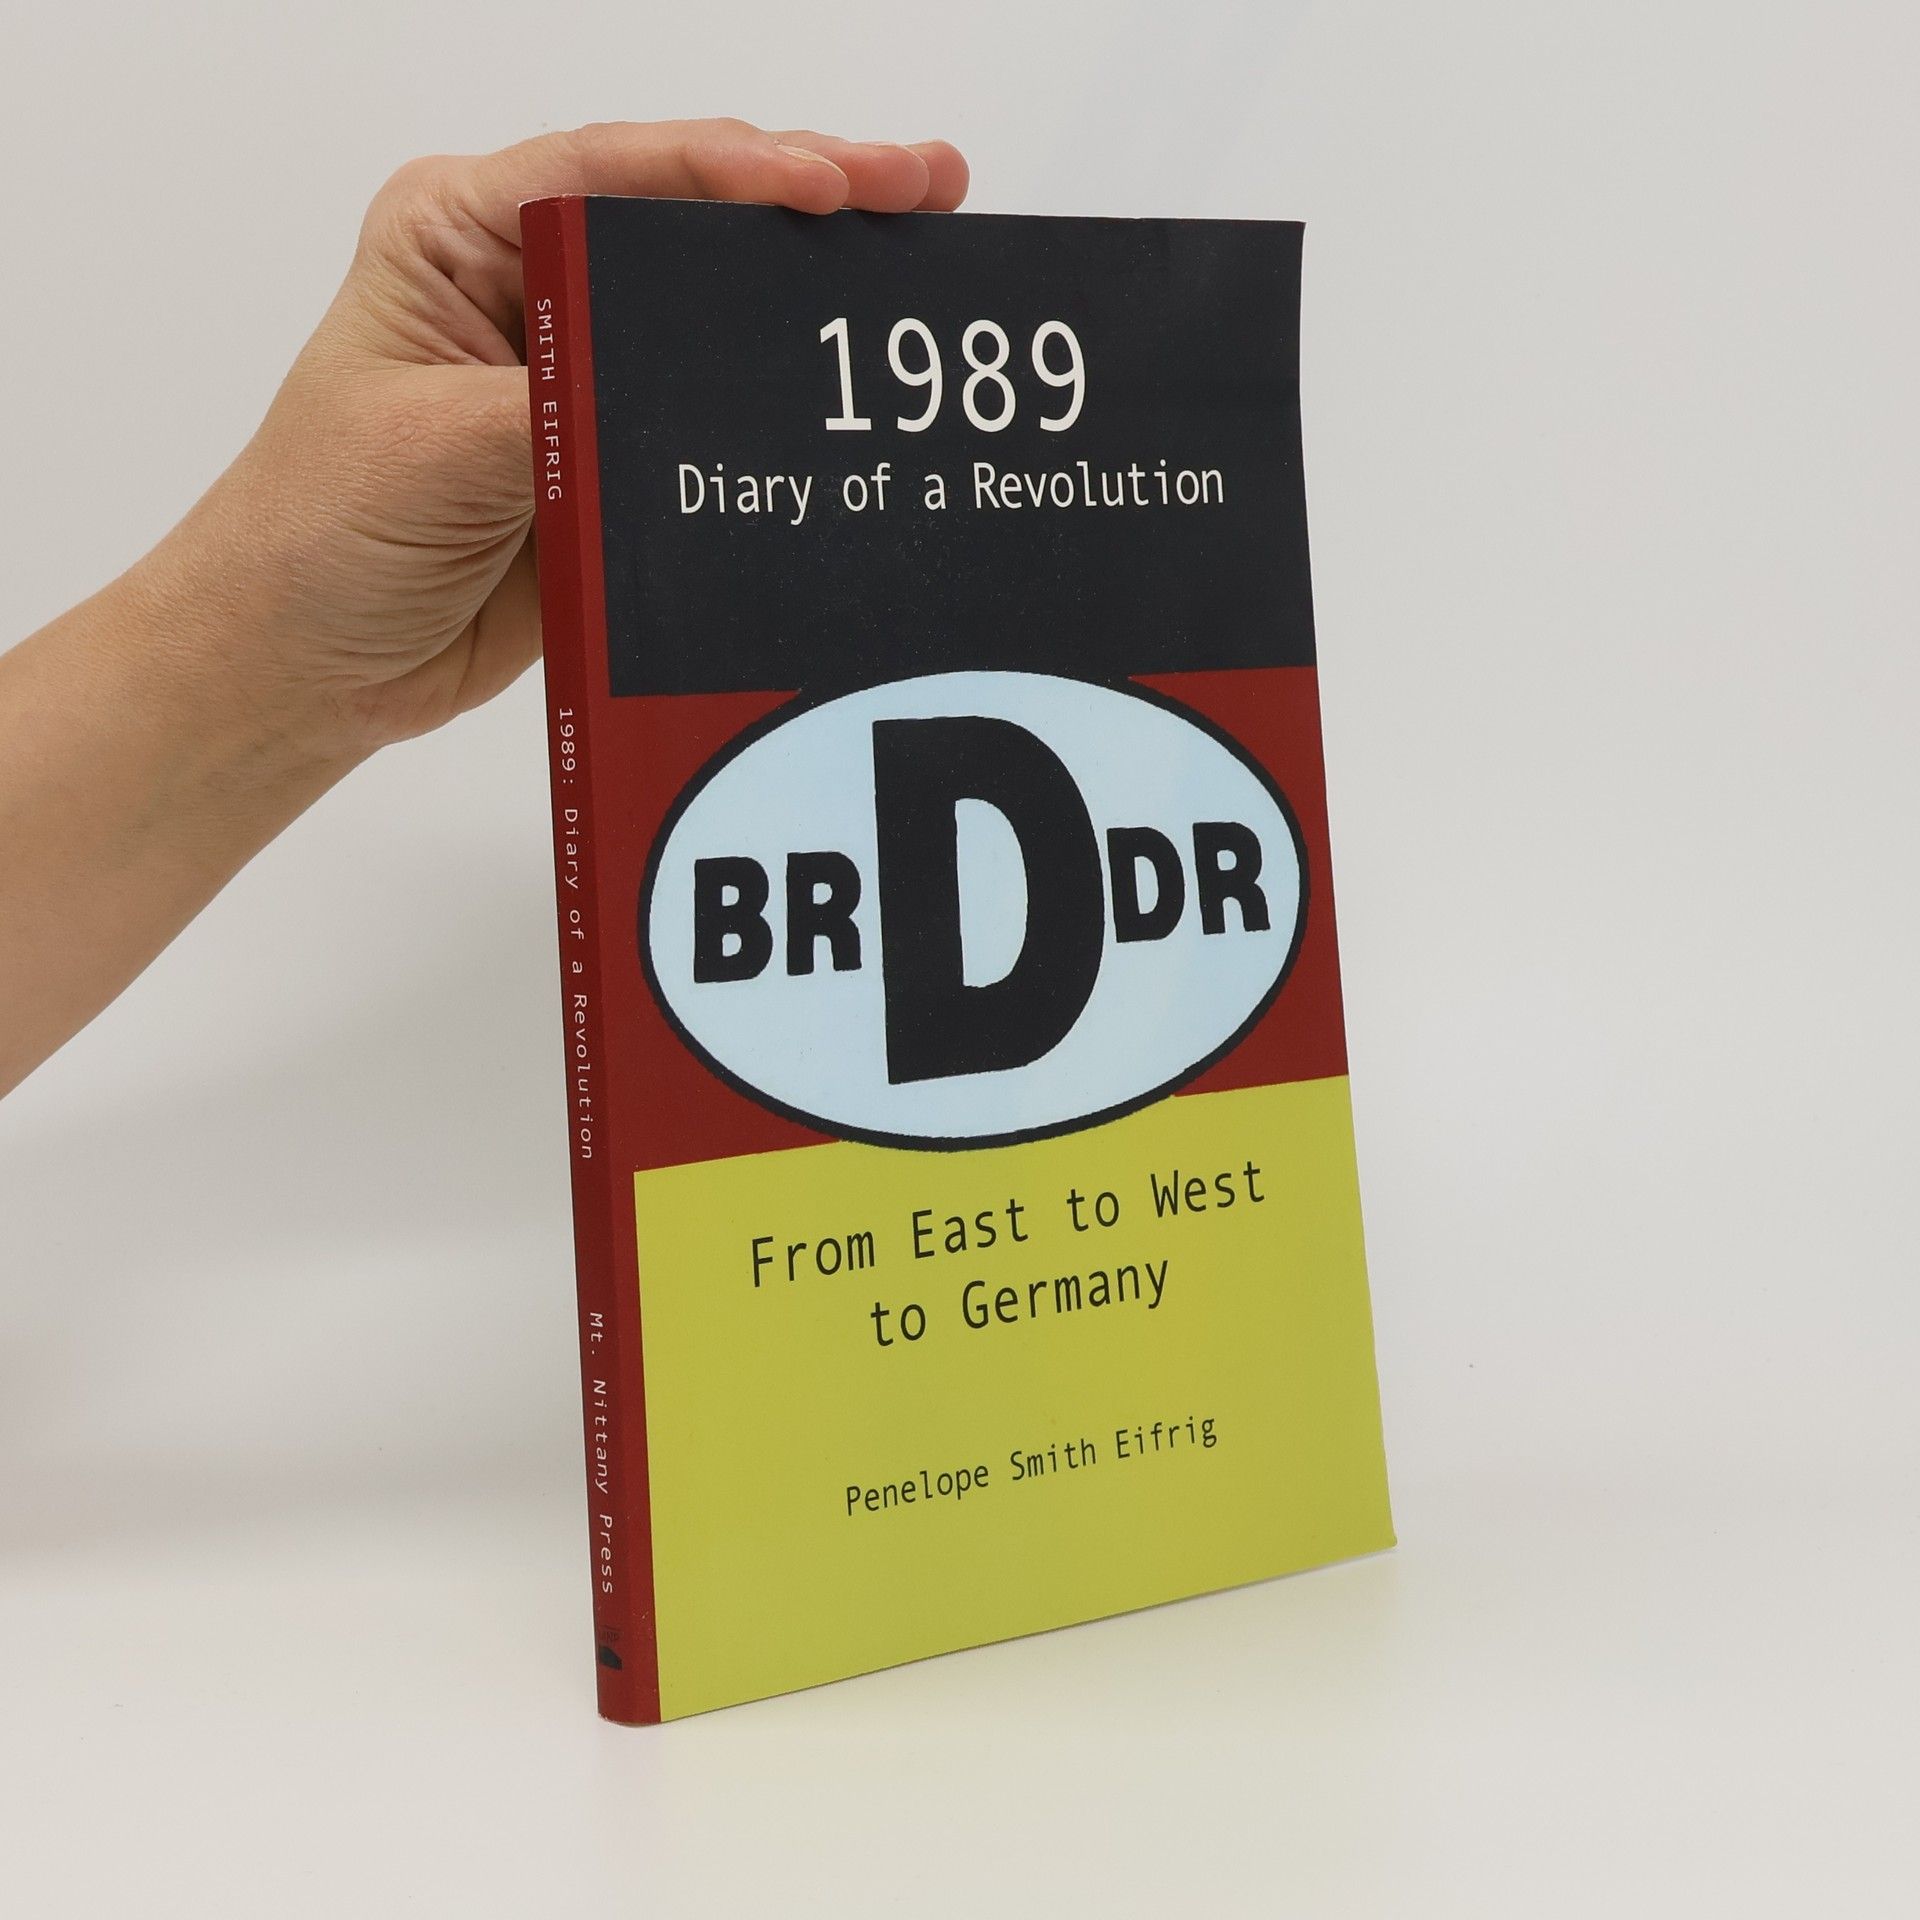 SMITH EIFRIG
1989: Diary of a Revolution
Mt. Nittany Press
1989
Diary of a Revolution
BRDDR
From East to West
to Germany
Penelope Smith Eifrig